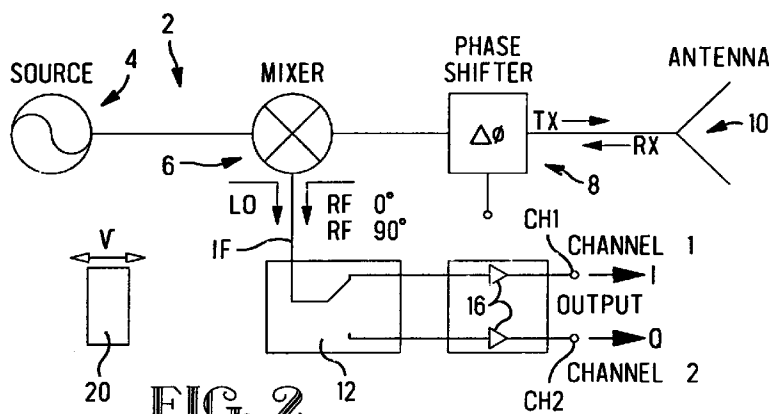 2
4
SOURCE
MIXER
PHASE
SHIFTER
ANTENNA
TX
RX
10
Δϕ
6
8
LO
RF 0°
RF 90°
IF
CH1
CHANNEL 1
I
V
16
OUTPUT
Q
20
12
CH2
CHANNEL 2
FIG. 2